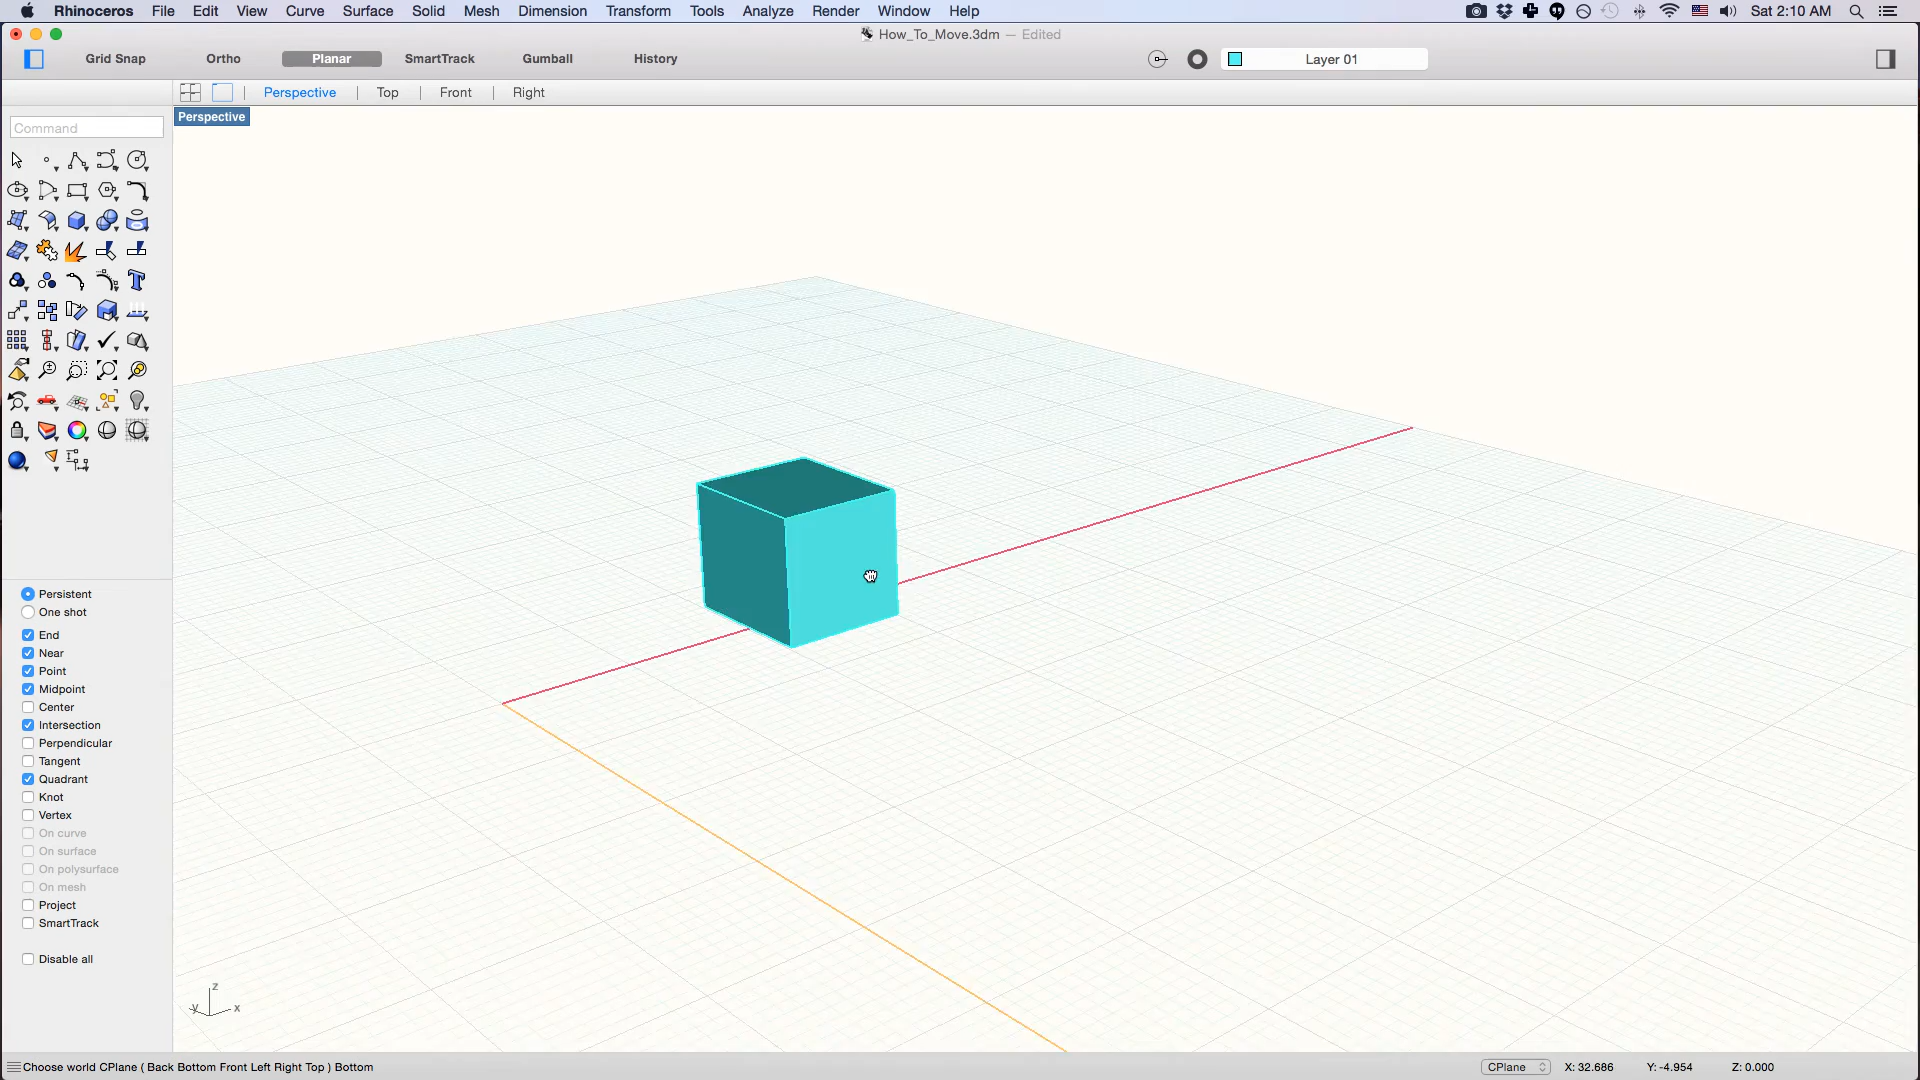 Rhinoceros File Edit View Curve Surface Solid Mesh Dimension Transform Tools Analyze Render Window Help Sat 2:10 AM
How_To_Move.3dm — Edited
Grid Snap Ortho Planar SmartTrack Gumball History Layer 01
Perspective Top Front Right
Perspective
Command
Persistent
One shot
End
Near
Point
Midpoint
Center
Intersection
Perpendicular
Tangent
Quadrant
Knot
Vertex
On curve
On surface
On polysurface
On mesh
Project
SmartTrack
Disable all
z
y x
Choose world CPlane ( Back Bottom Front Left Right Top ) Bottom CPlane X: 32.686 Y: -4.954 Z: 0.000